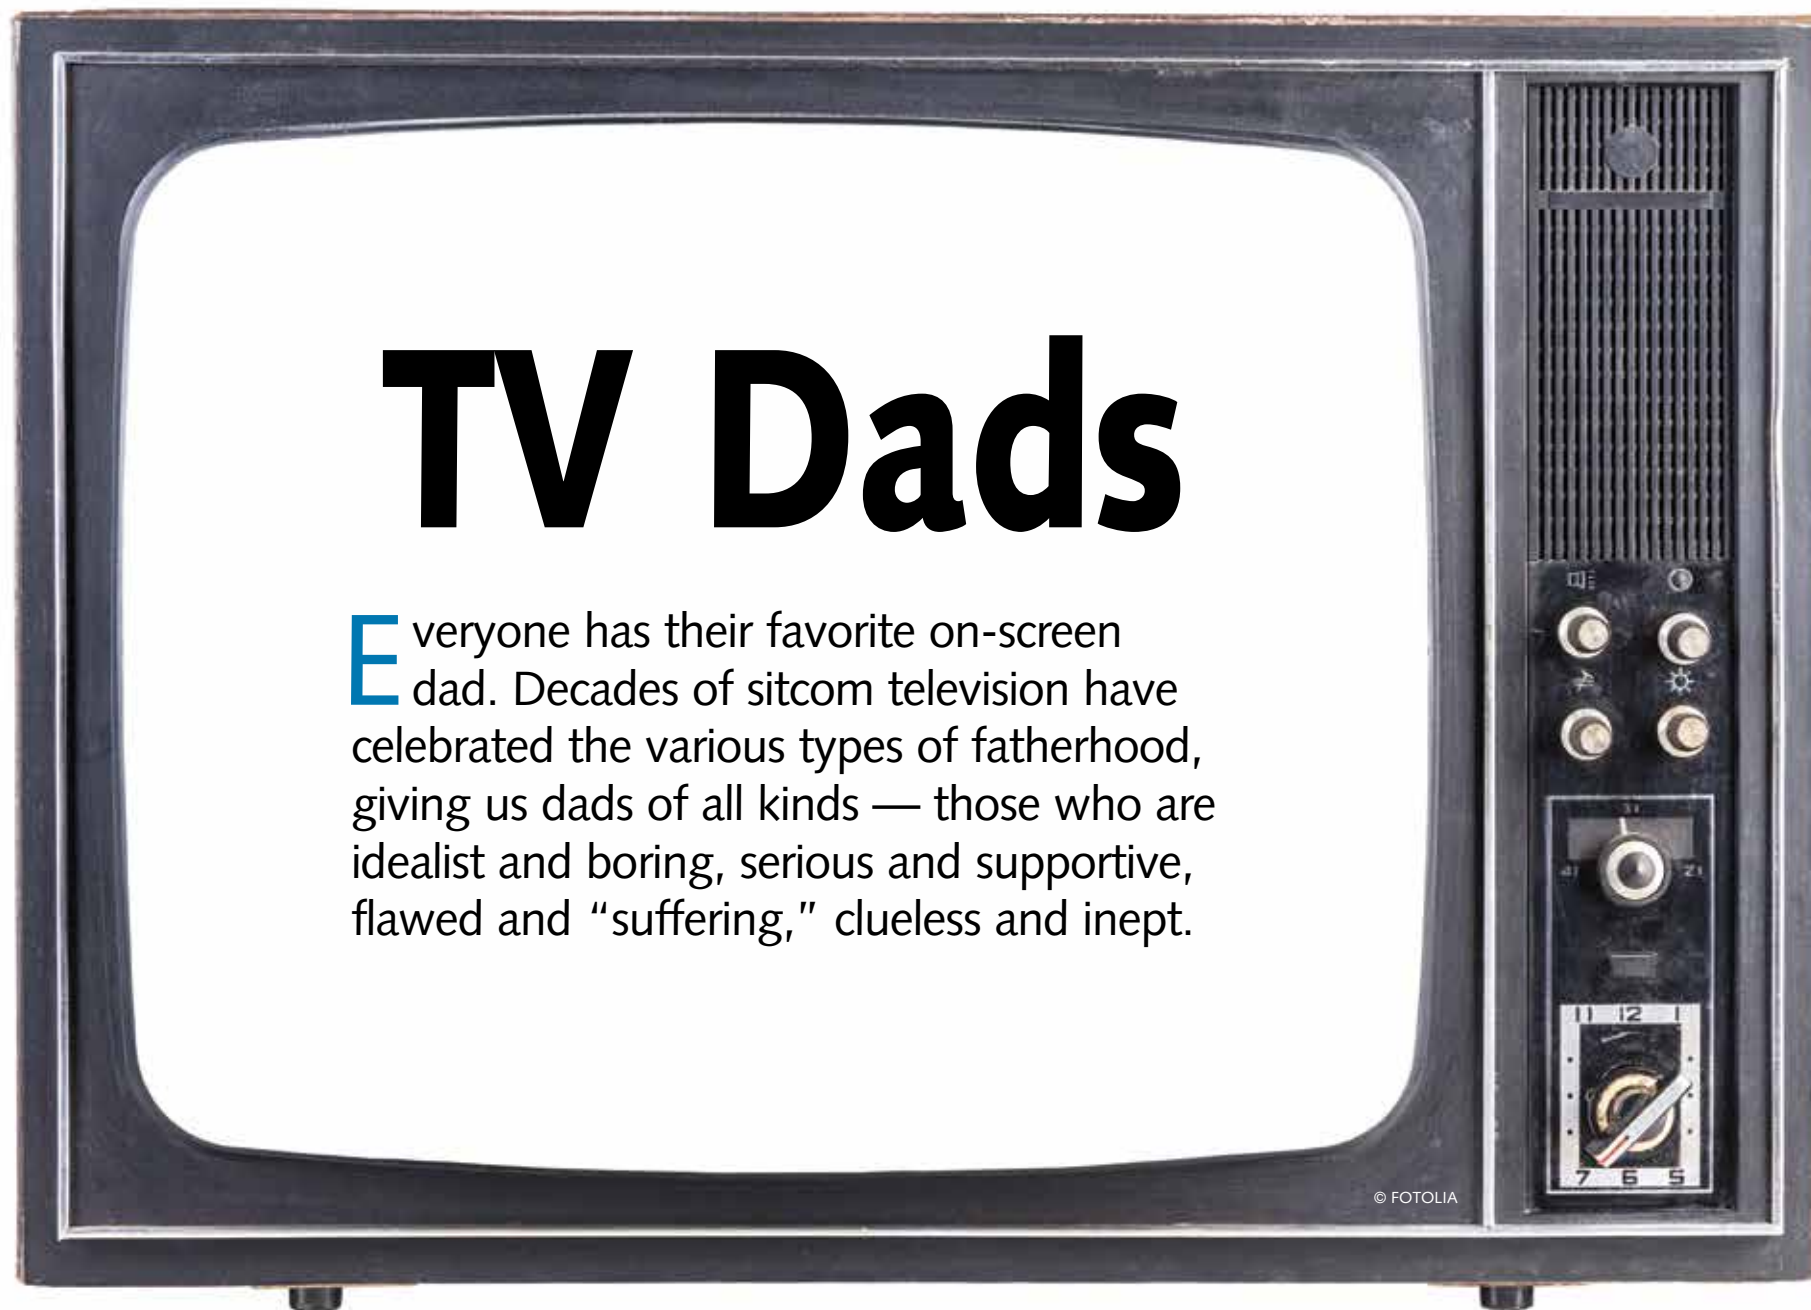 TV Dads
Everyone has their favorite on-screen
dad. Decades of sitcom television have
celebrated the various types of fatherhood,
giving us dads of all kinds — those who are
idealist and boring, serious and supportive,
flawed and “suffering,” clueless and inept.
11 12 1
7 6 5
© FOTOLIA